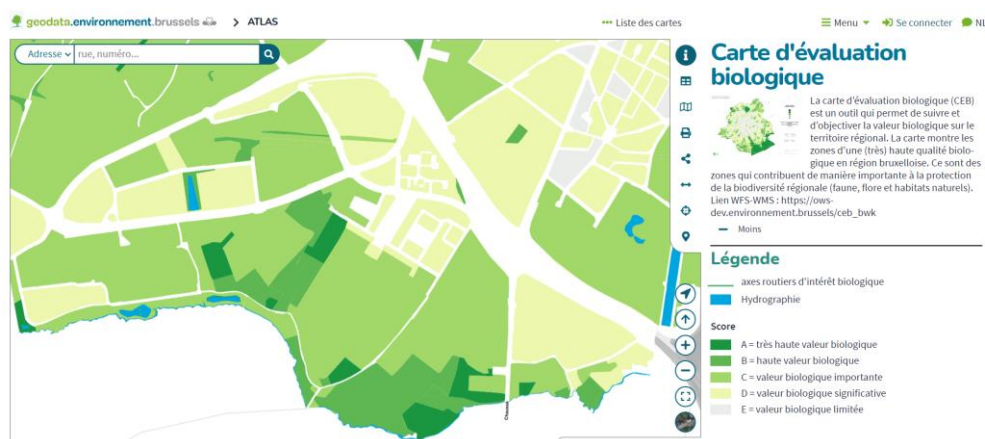 geodata.environnement.brussels > ATLAS ••• Liste des cartes Menu Se connecter NL
Adresse rue, numéro...
Carte d'évaluation
biologique
La carte d'évaluation biologique (CEB)
est un outil qui permet de suivre et
d'objectiver la valeur biologique sur le
territoire régional. La carte montre les
zones d'une (très) haute qualité biolo-
gique en région bruxelloise. Ce sont des
zones qui contribuent de manière importante à la protection
de la biodiversité régionale (faune, flore et habitats naturels).
Lien WFS-WMS : https://ows-
dev.environnement.brussels/ceb_bwk
Moins
Légende
axes routiers d'intérêt biologique
Hydrographie
Score
A = très haute valeur biologique
B = haute valeur biologique
C = valeur biologique importante
D = valeur biologique significative
E = valeur biologique limitée